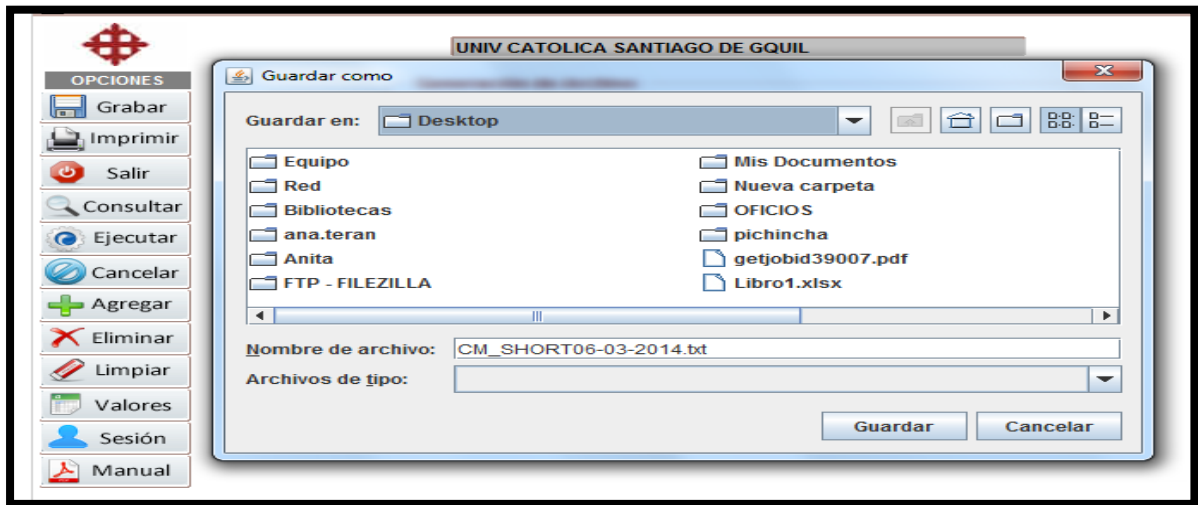 UNIV CATOLICA SANTIAGO DE GQUIL
OPCIONES
Grabar
Imprimir
Salir
Consultar
Ejecutar
Cancelar
Agregar
Eliminar
Limpiar
Valores
Sesión
Manual
Guardar como
Guardar en: Desktop
Equipo
Red
Bibliotecas
ana.teran
Anita
FTP - FILEZILLA
Mis Documentos
Nueva carpeta
OFICIOS
pichincha
getjobid39007.pdf
Libro1.xlsx
Nombre de archivo: CM_SHORT06-03-2014.txt
Archivos de tipo:
Guardar Cancelar